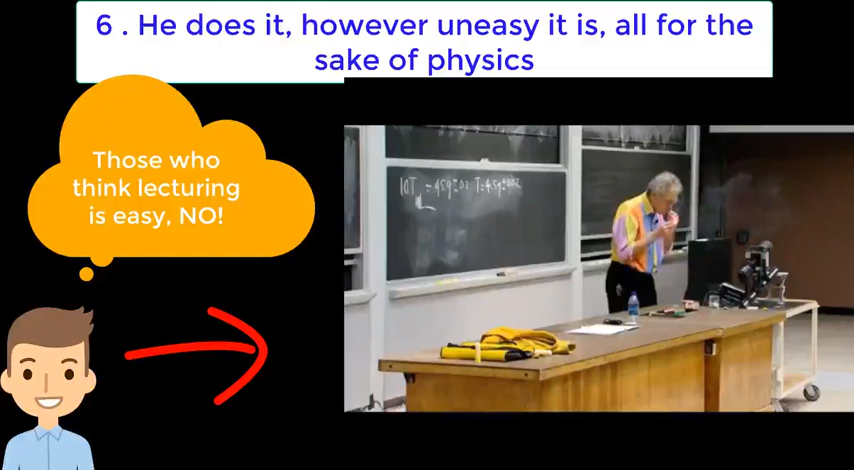 6 . He does it, however uneasy it is, all for the
sake of physics
Those who
think lecturing
is easy, NO!